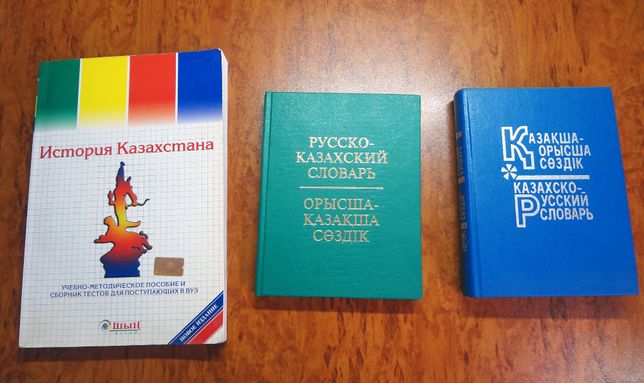 История Казахстана
УЧЕБНО-МЕТОДИЧЕСКОЕ ПОСОБИЕ И
СБОРНИК ТЕСТОВ ДЛЯ ПОСТУПАЮЩИХ В ВУЗ
ШЫҢ
НОВОЕ ИЗДАНИЕ
РУССКО-
КАЗАХСКИЙ
СЛОВАРЬ
ОРЫСША-
ҚАЗАҚША
СӨЗДІК
ҚАЗАҚША-
ОРЫСША
СӨЗДІК
КАЗАХСКО-
РУССКИЙ
СЛОВАРЬ